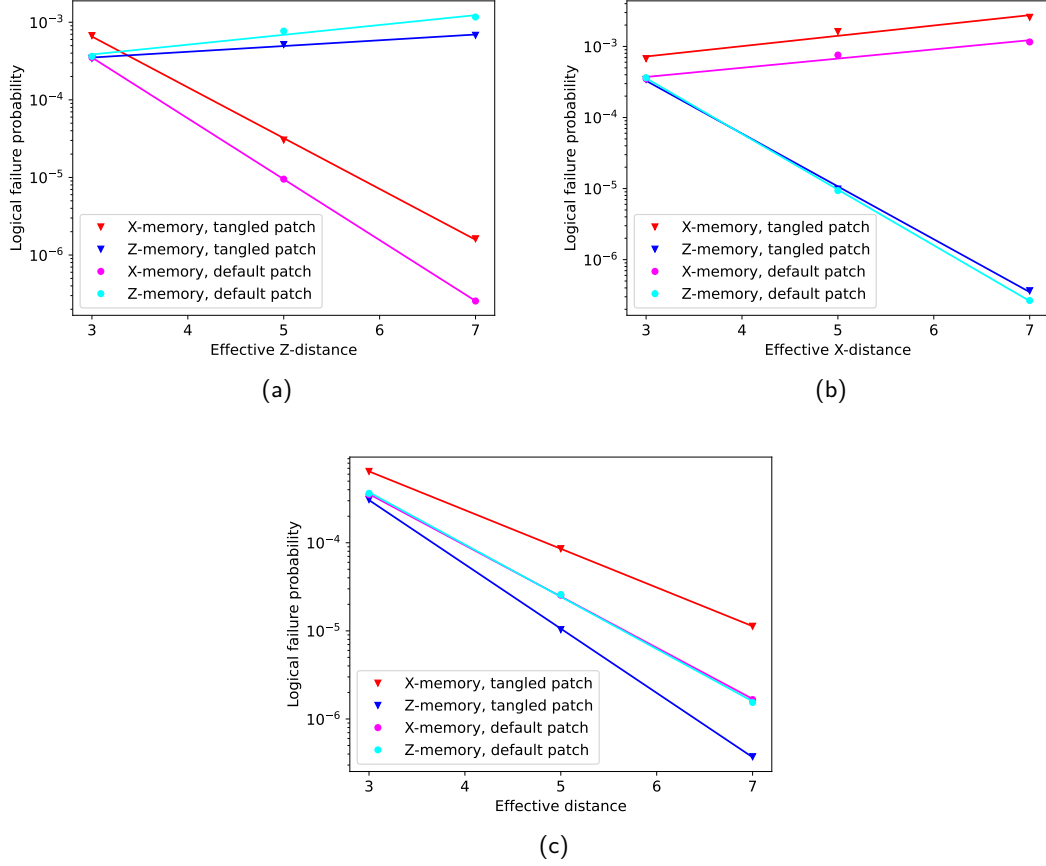 10⁻³
10⁻⁴
10⁻⁵
10⁻⁶
Logical failure probability
X-memory, tangled patch
Z-memory, tangled patch
X-memory, default patch
Z-memory, default patch
3 4 5 6 7
Effective Z-distance
(a)
10⁻³
10⁻⁴
10⁻⁵
10⁻⁶
Logical failure probability
X-memory, tangled patch
Z-memory, tangled patch
X-memory, default patch
Z-memory, default patch
3 4 5 6 7
Effective X-distance
(b)
10⁻⁴
10⁻⁵
10⁻⁶
Logical failure probability
X-memory, tangled patch
Z-memory, tangled patch
X-memory, default patch
Z-memory, default patch
3 4 5 6 7
Effective distance
(c)